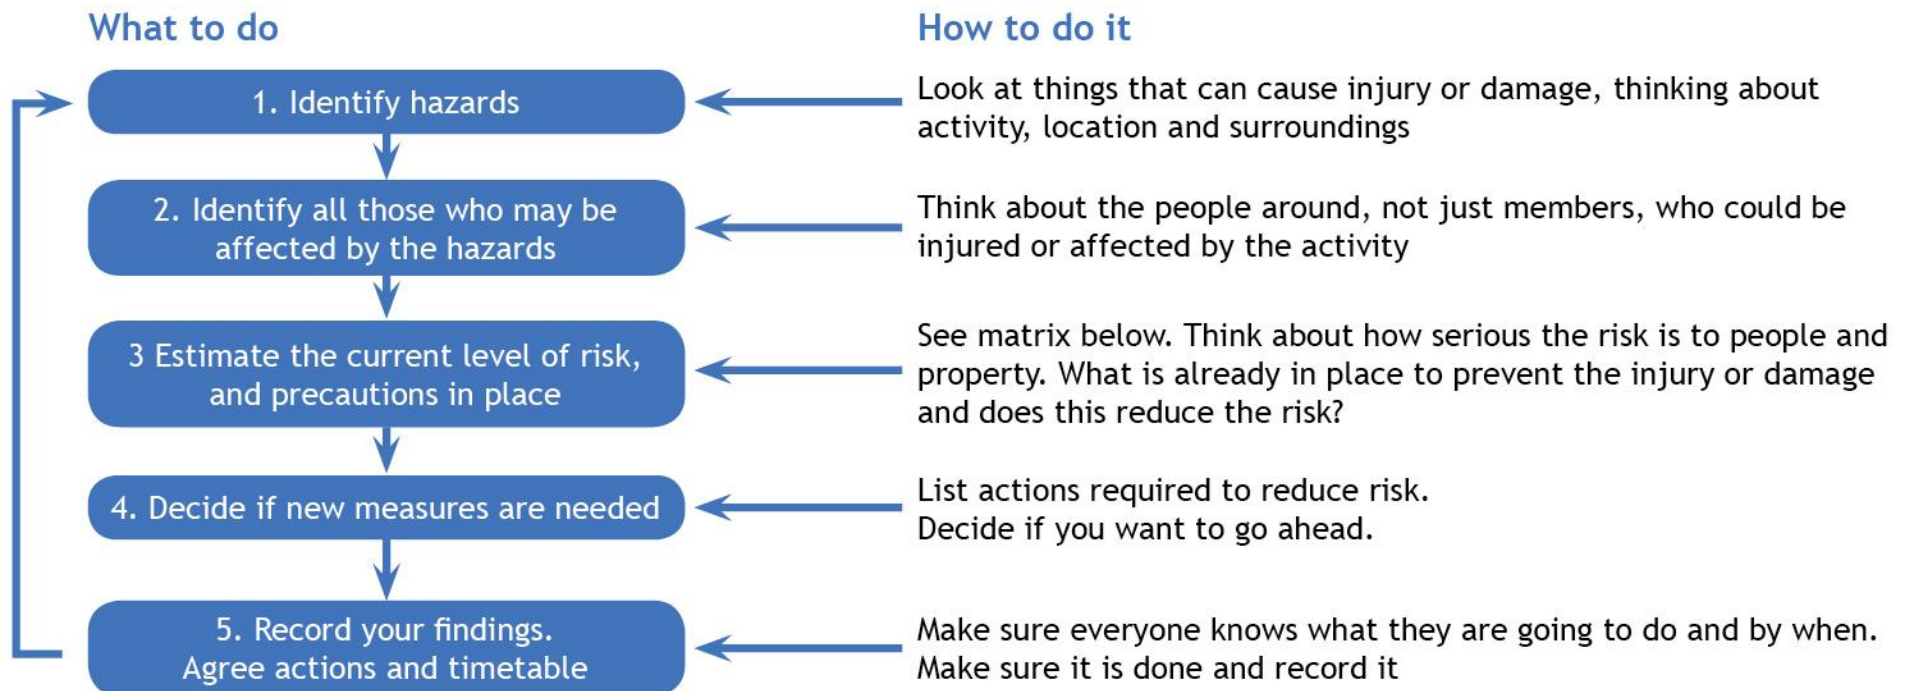 What to do
How to do it
1. Identify hazards
Look at things that can cause injury or damage, thinking about
activity, location and surroundings
2. Identify all those who may be
affected by the hazards
Think about the people around, not just members, who could be
injured or affected by the activity
3 Estimate the current level of risk,
and precautions in place
See matrix below. Think about how serious the risk is to people and
property. What is already in place to prevent the injury or damage
and does this reduce the risk?
4. Decide if new measures are needed
List actions required to reduce risk.
Decide if you want to go ahead.
5. Record your findings.
Agree actions and timetable
Make sure everyone knows what they are going to do and by when.
Make sure it is done and record it